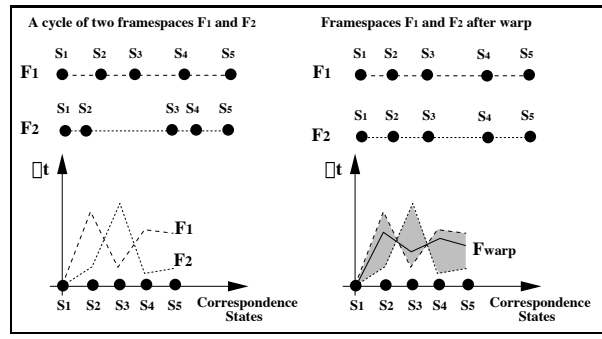 A cycle of two framespaces F1 and F2
S1 S2 S3 S4 S5
F1
S1 S2 S3 S4 S5
F2
▯t
F1
F2
S1 S2 S3 S4 S5 Correspondence
States
Framespaces F1 and F2 after warp
S1 S2 S3 S4 S5
F1
S1 S2 S3 S4 S5
F2
▯t
Fwarp
S1 S2 S3 S4 S5 Correspondence
States